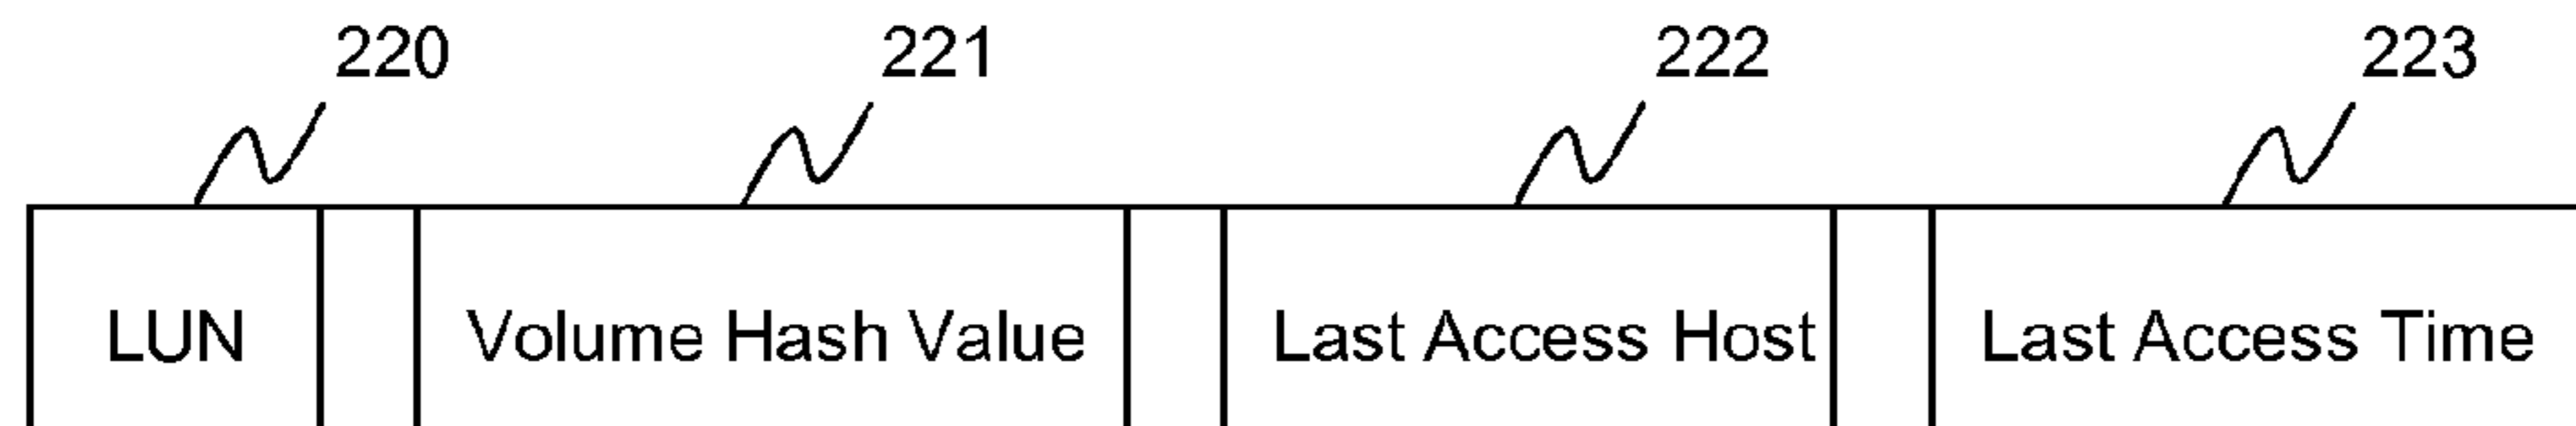 220 221 222 223
LUN Volume Hash Value Last Access Host Last Access Time